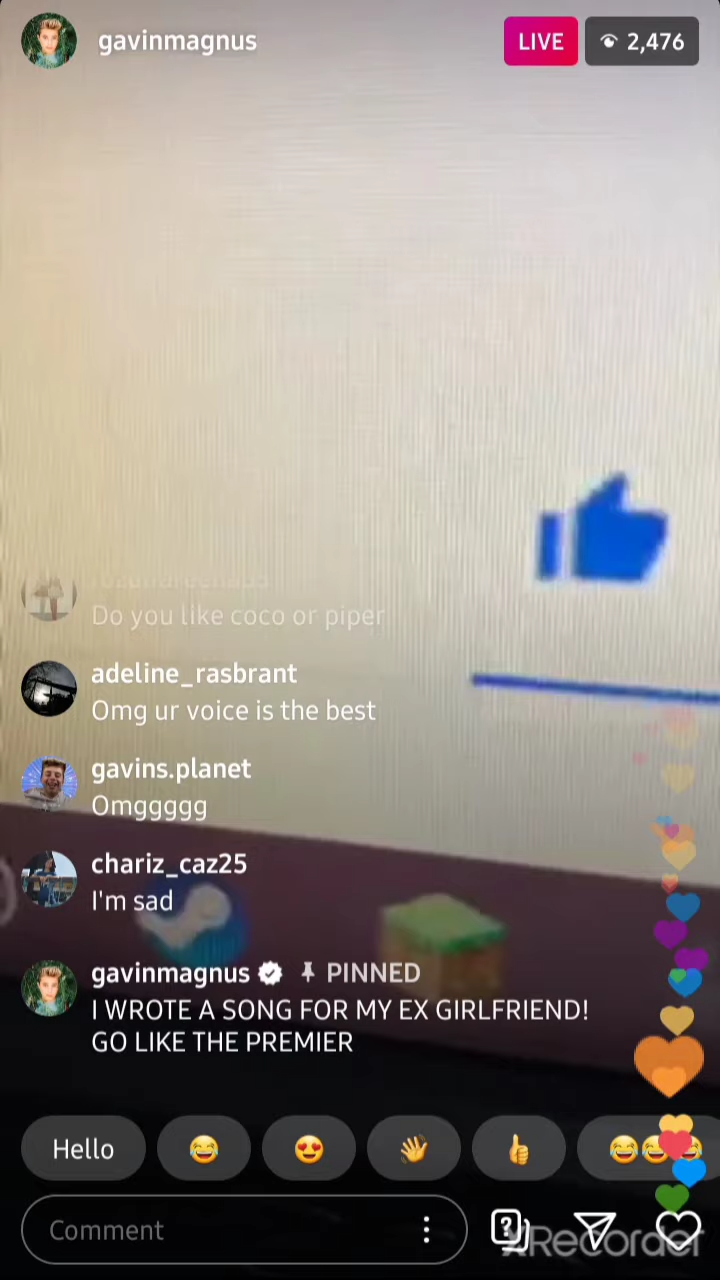 gavinmagnus
LIVE
2,476
Do you like coco or piper
adeline_rasbrant
Omg ur voice is the best
gavins.planet
Omggggg
chariz_caz25
I'm sad
gavinmagnus PINNED
I WROTE A SONG FOR MY EX GIRLFRIEND!
GO LIKE THE PREMIER
Hello
Comment
XRecorder